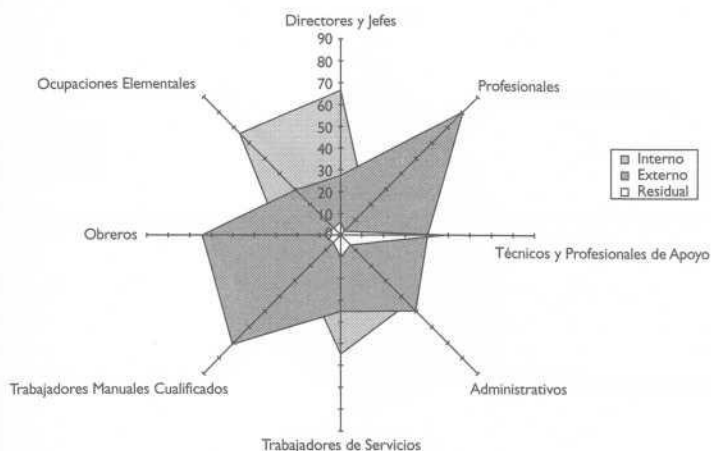 Directores y Jefes
90
80
70
60
50
40
30
20
10
0
Profesionales
Técnicos y Profesionales de Apoyo
Administrativos
Trabajadores de Servicios
Trabajadores Manuales Cualificados
Obreros
Ocupaciones Elementales
Interno
Externo
Residual